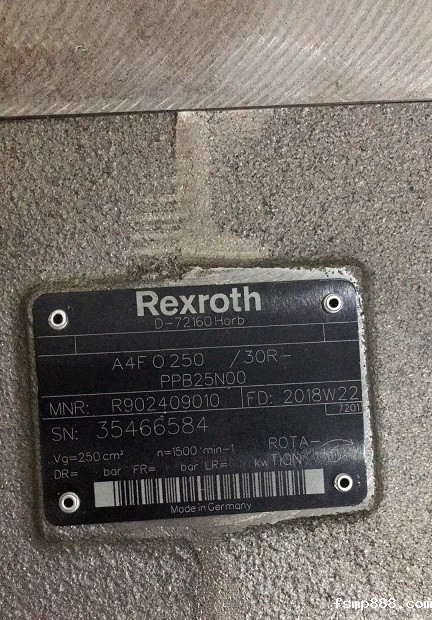 Rexroth
D-72160 Horb
A4F O 250 /30R-
PPB25N00
MNR: R902409010 FD: 2018W22
7201
SN: 35466584
Vg=250 cm³ n=1500 min-1 ROTA-
DR= bar FR= bar LR= kw TION
Made in Germany
fsmp888.com